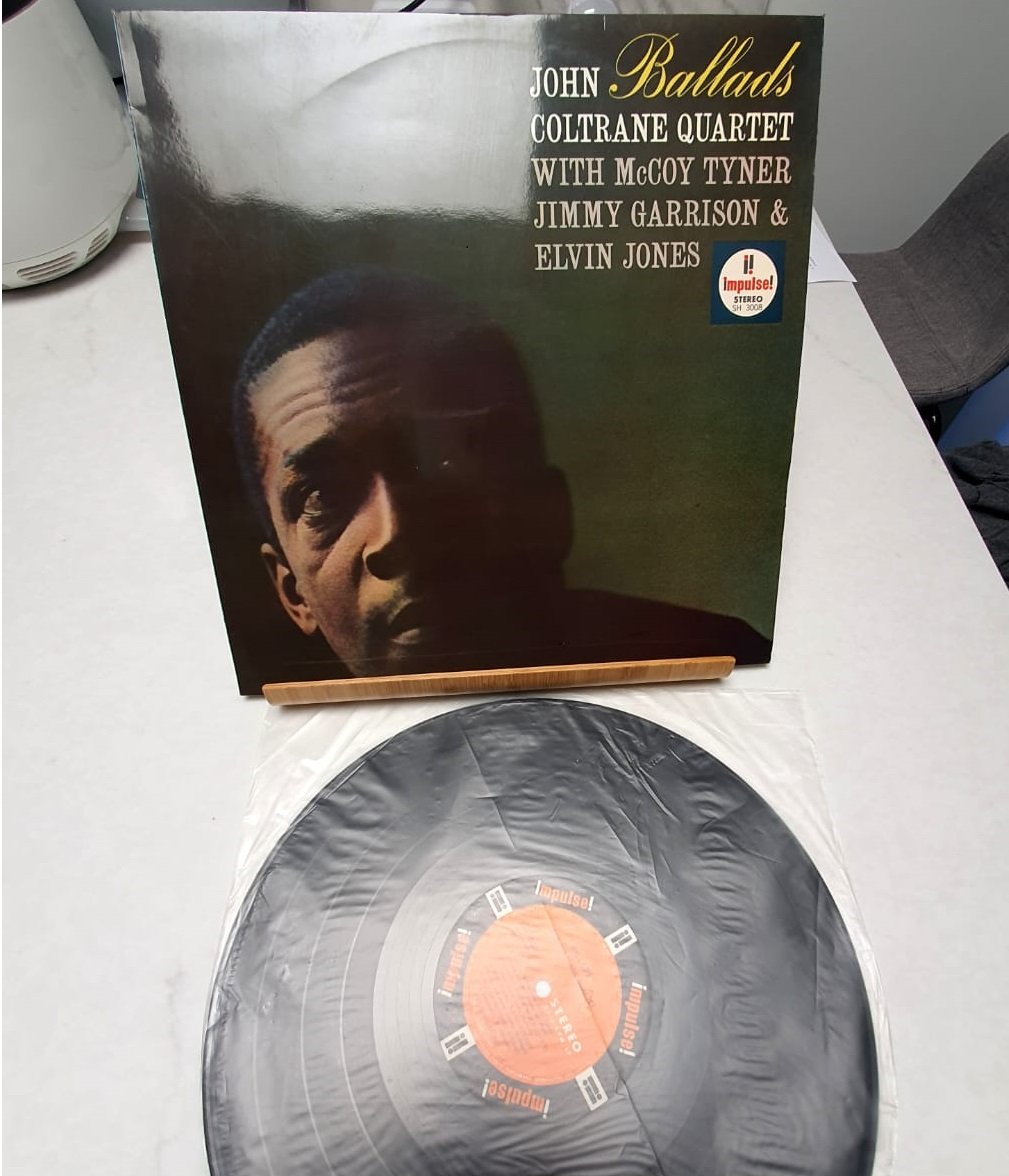 JOHN Ballads
COLTRANE QUARTET
WITH McCOY TYNER
JIMMY GARRISON &
ELVIN JONES
i!
impulse!
STEREO
SH 3008
impulse!
i!
impulse!
i!
impulse!
i!
impulse!
i!
STEREO